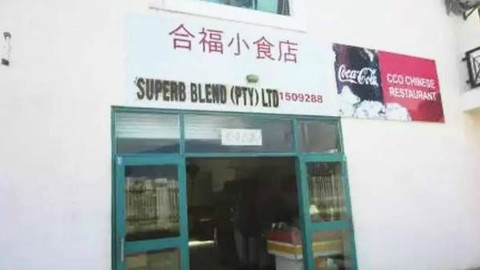 合福小食店
SUPERB BLEND (PTY) LTD 1509288
Coca-Cola
CCO CHINESE
RESTAURANT